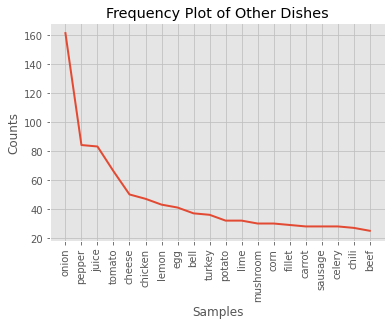 Frequency Plot of Other Dishes
Counts
160
140
120
100
80
60
40
20
onion
pepper
juice
tomato
cheese
chicken
lemon
egg
bell
turkey
potato
lime
mushroom
corn
fillet
carrot
sausage
celery
chili
beef
Samples